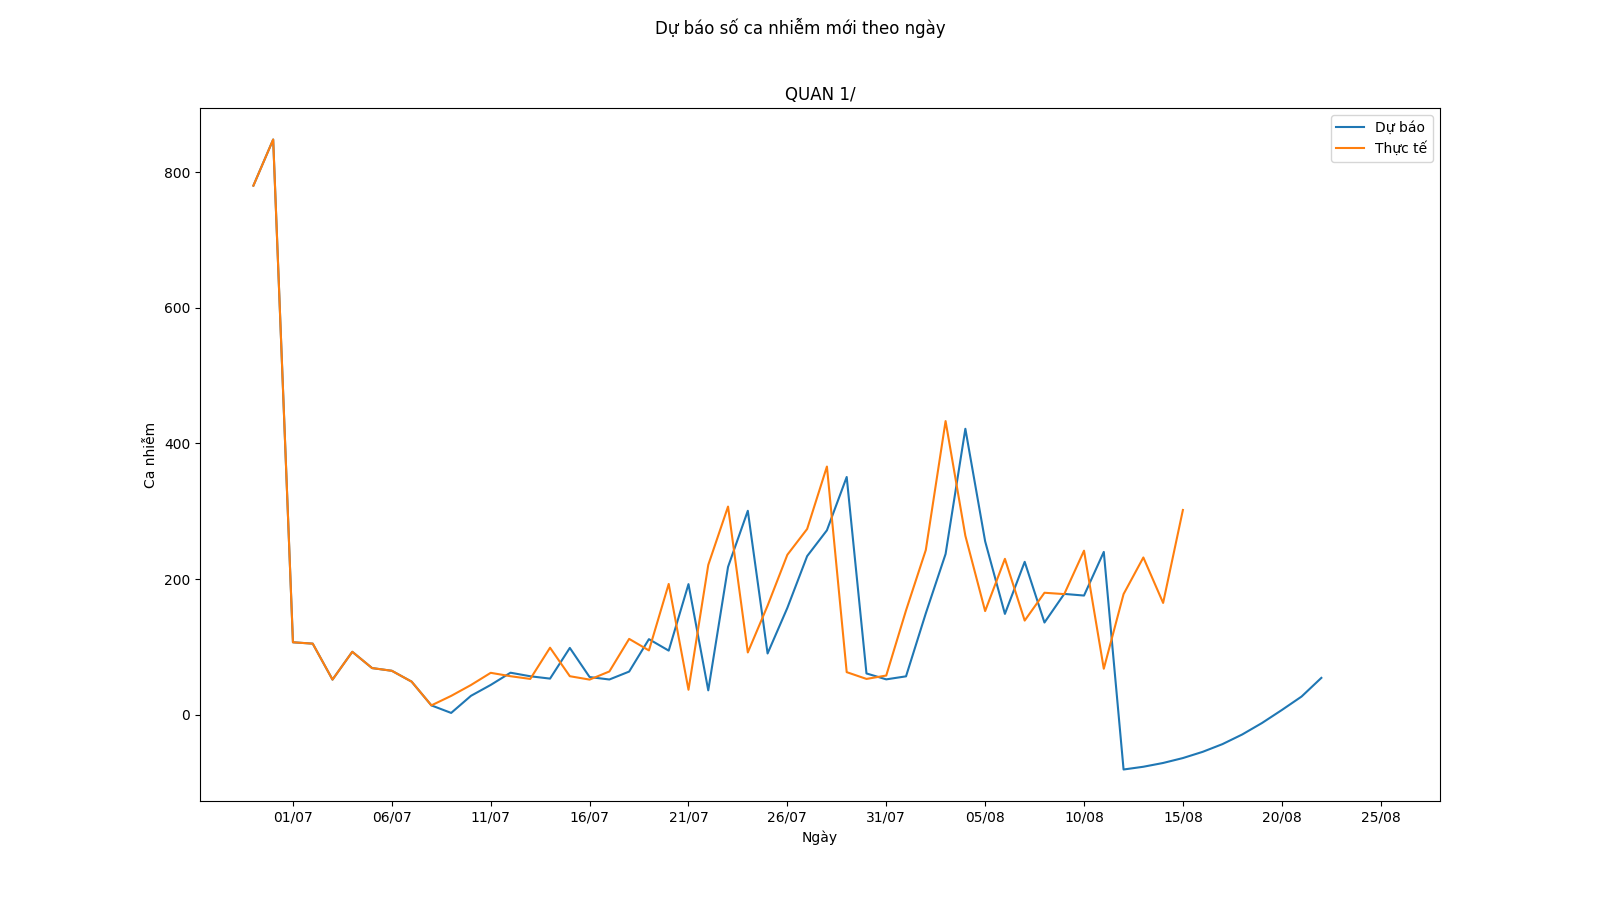 Dự báo số ca nhiễm mới theo ngày
QUAN 1/
Dự báo
Thực tế
Ca nhiễm
800
600
400
200
0
01/07 06/07 11/07 16/07 21/07 26/07 31/07 05/08 10/08 15/08 20/08 25/08
Ngày